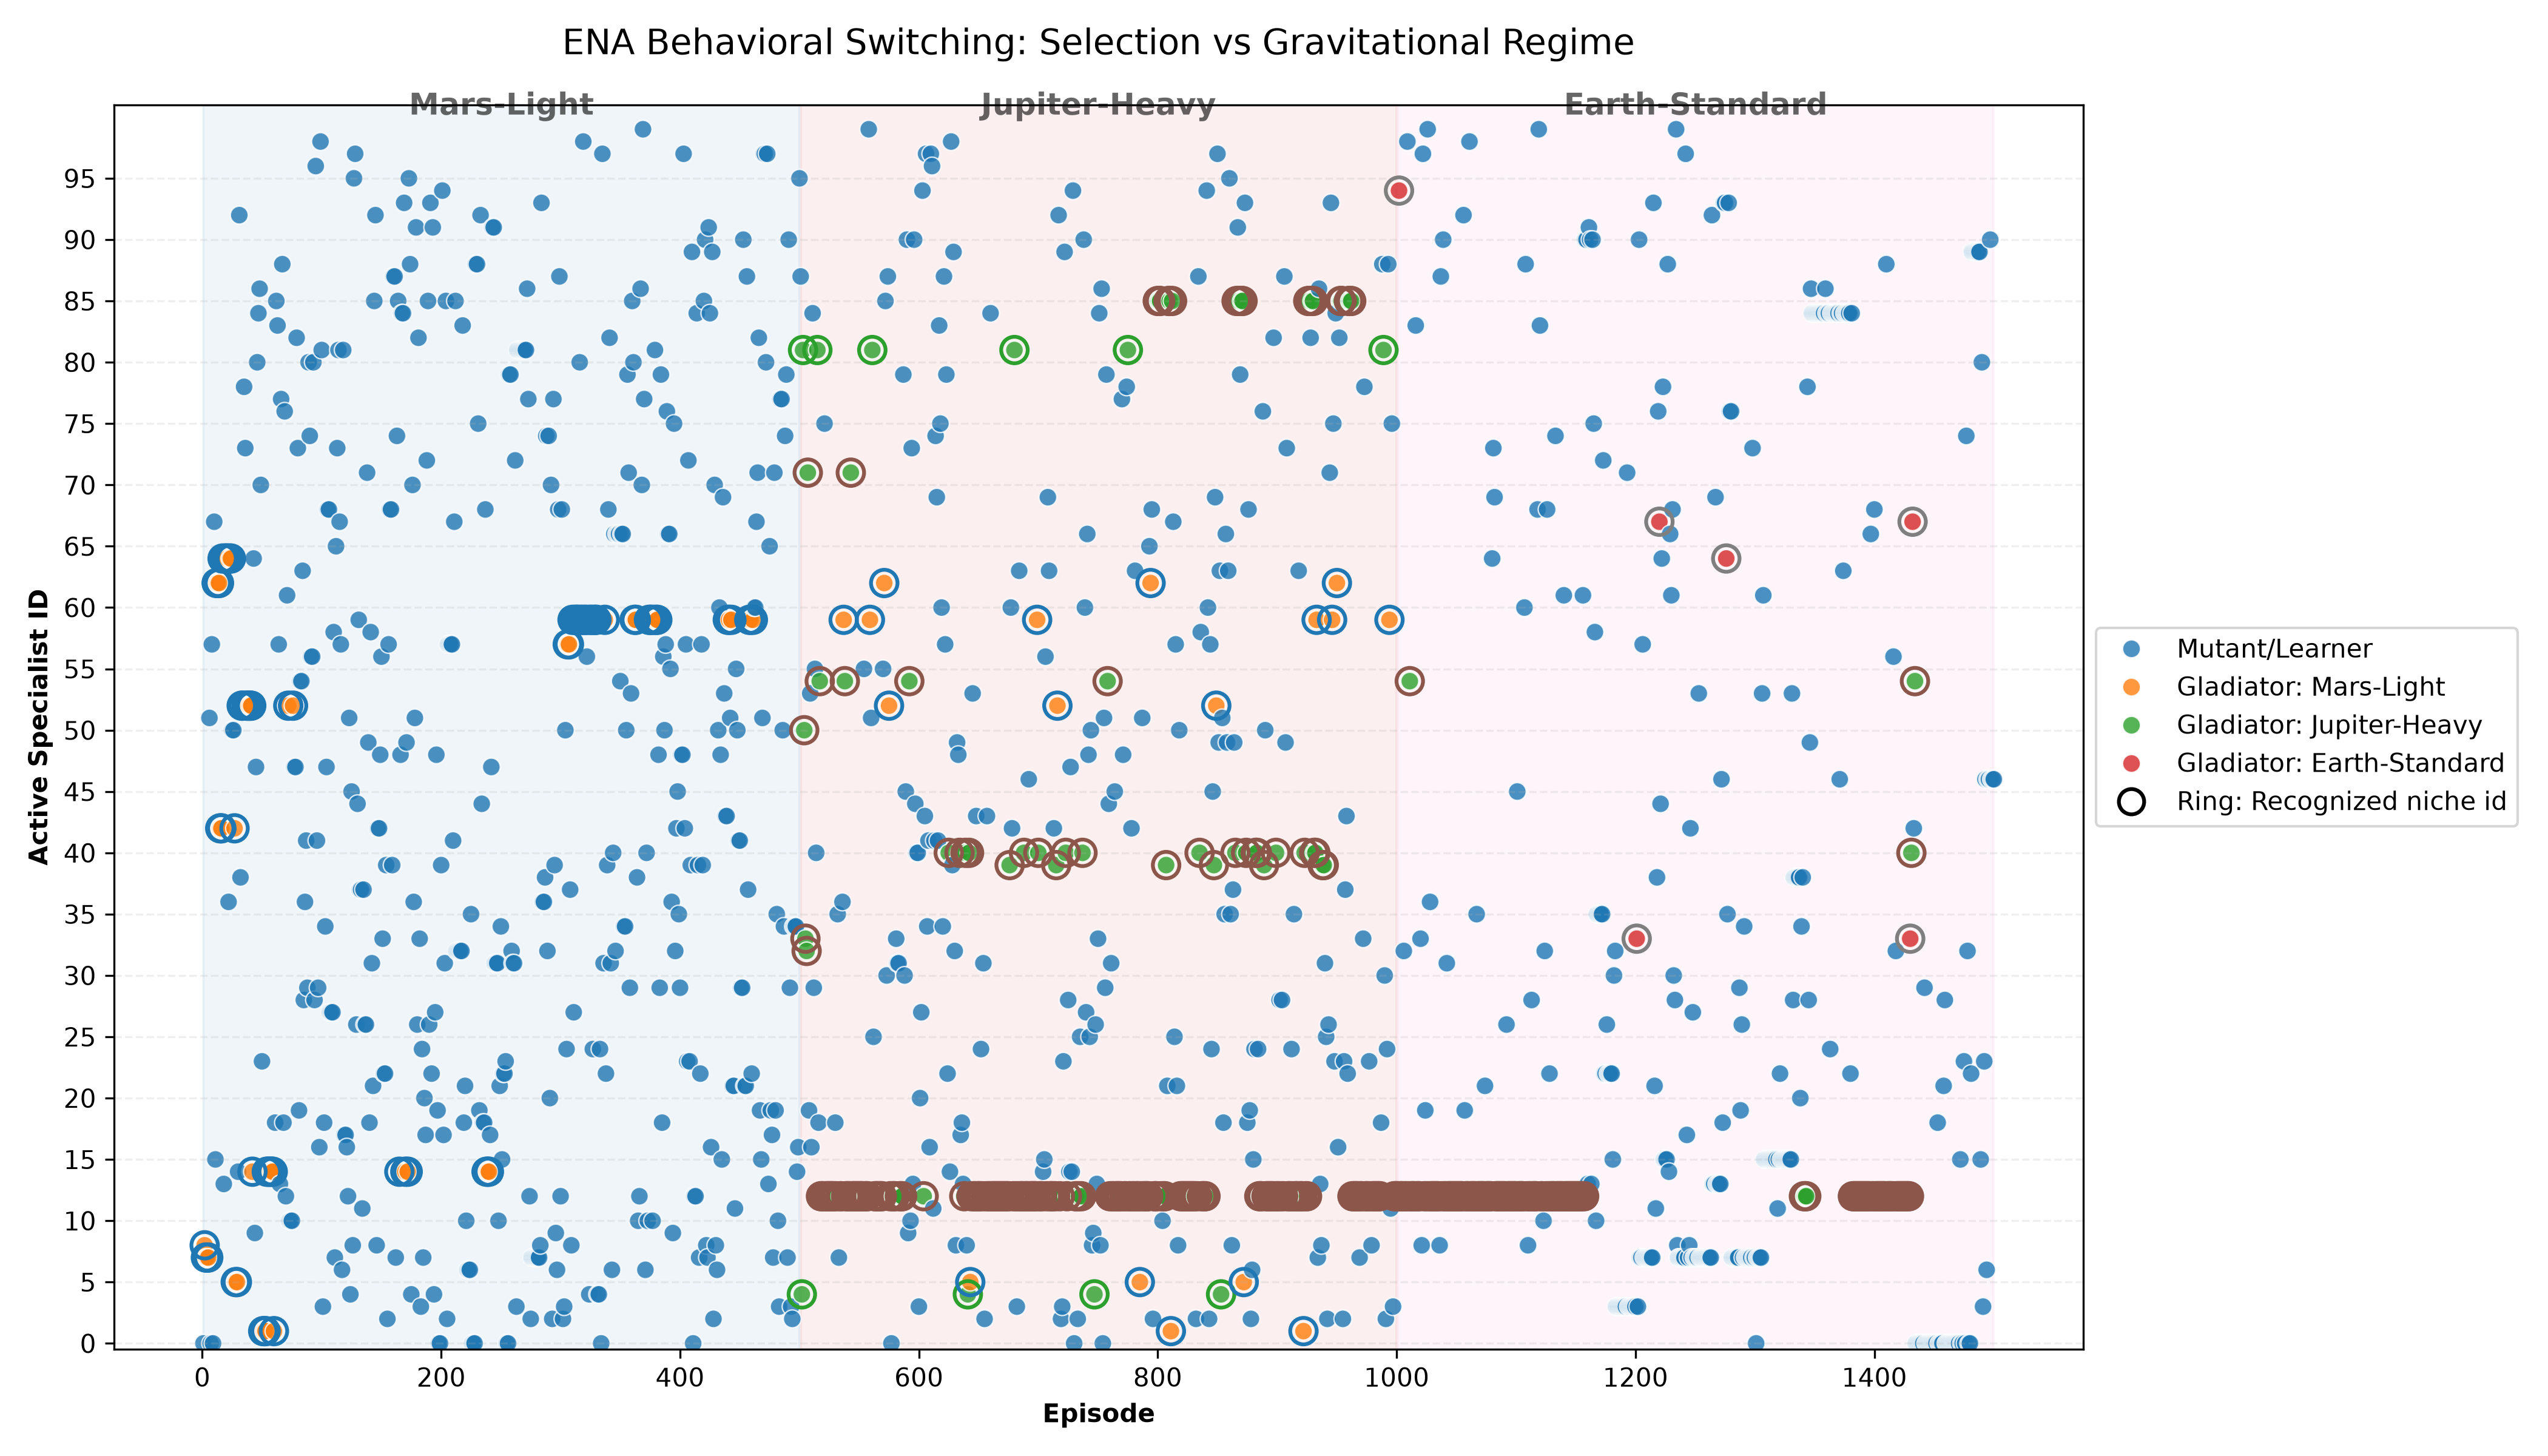 ENA Behavioral Switching: Selection vs Gravitational Regime
Mars-Light
Jupiter-Heavy
Earth-Standard
Active Specialist ID
95
90
85
80
75
70
65
60
55
50
45
40
35
30
25
20
15
10
5
0
0
200
400
600
800
1000
1200
1400
Episode
Mutant/Learner
Gladiator: Mars-Light
Gladiator: Jupiter-Heavy
Gladiator: Earth-Standard
Ring: Recognized niche id